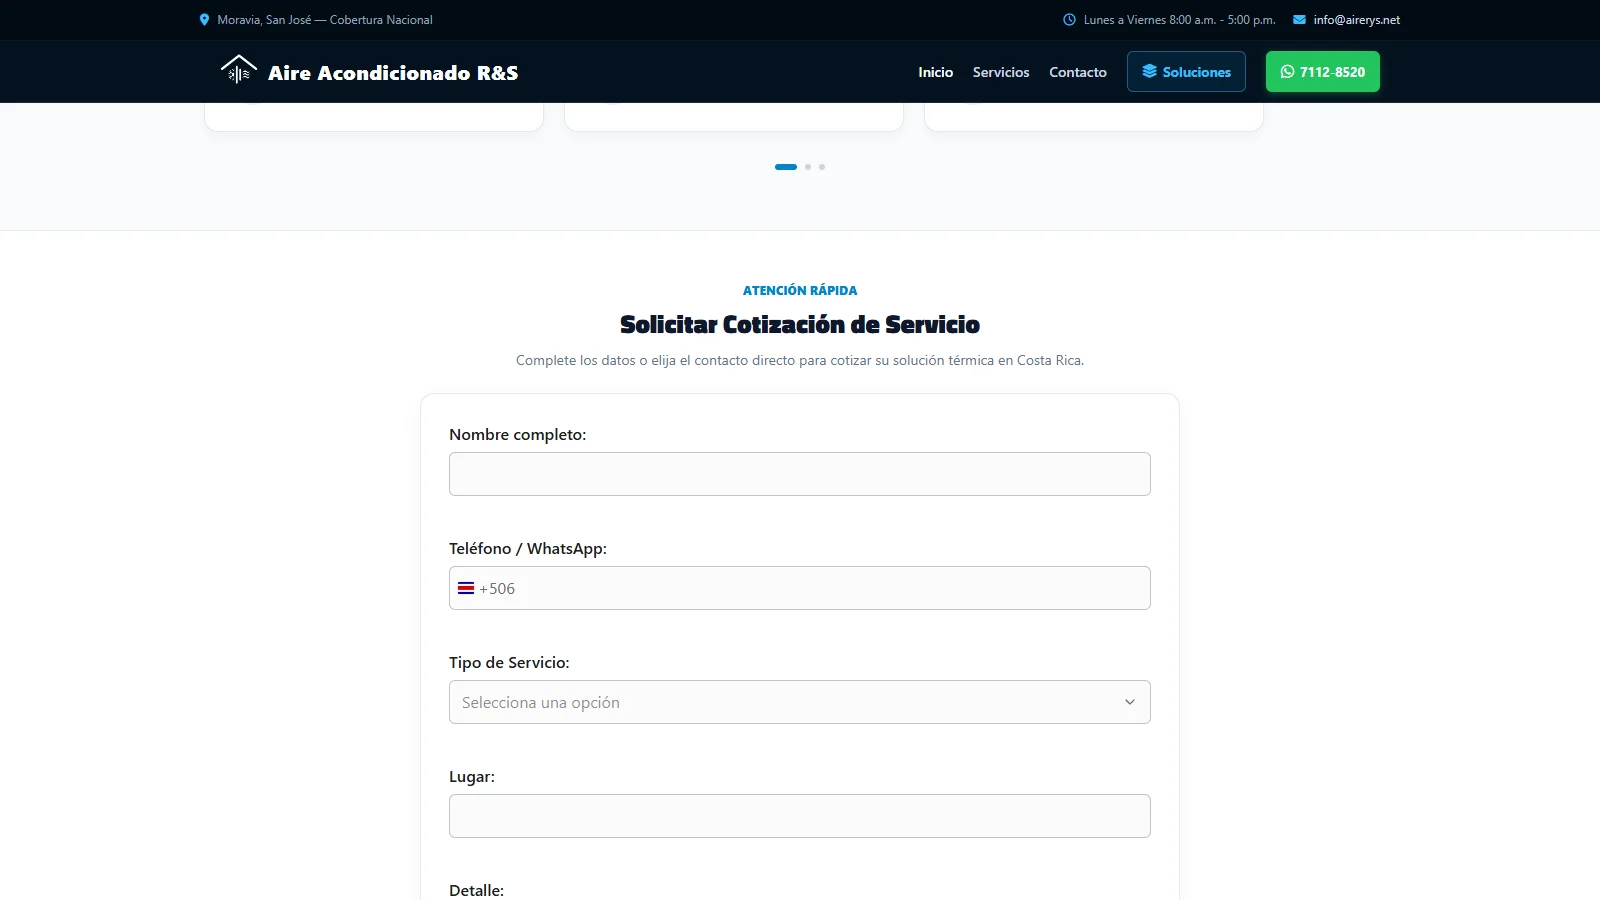 Moravia, San José — Cobertura Nacional
Lunes a Viernes 8:00 a.m. - 5:00 p.m.
info@airerys.net
Aire Acondicionado R&S
Inicio
Servicios
Contacto
Soluciones
7112-8520
ATENCIÓN RÁPIDA
Solicitar Cotización de Servicio
Complete los datos o elija el contacto directo para cotizar su solución térmica en Costa Rica.
Nombre completo:
Teléfono / WhatsApp:
+506
Tipo de Servicio:
Selecciona una opción
Lugar:
Detalle: